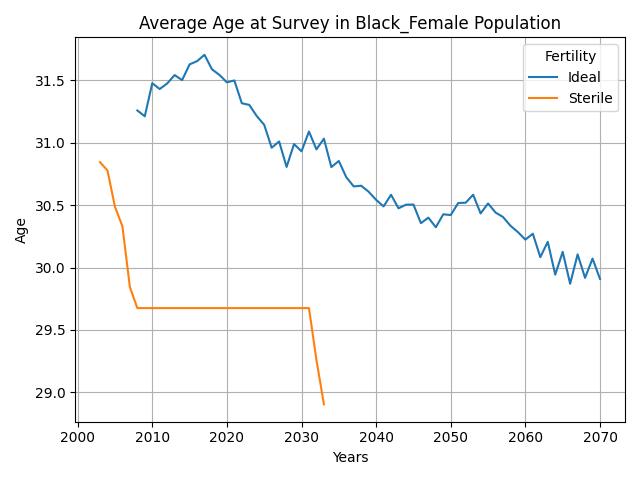 Average Age at Survey in Black_Female Population
Fertility
Ideal
Sterile
Age
31.5
31.0
30.5
30.0
29.5
29.0
2000 2010 2020 2030 2040 2050 2060 2070
Years